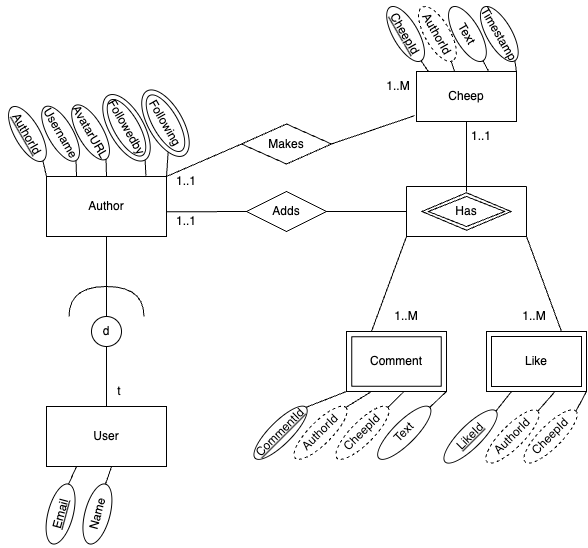 CheepId
AuthorId
Text
Timestamp
1..M
Cheep
AuthorId
Username
AvatarURL
Followedby
Following
Makes
1..1
1..1
Author
1..1
Adds
Has
d
1..M
1..M
Comment
Like
t
User
CommentId
AuthorId
CheepId
Text
LikeId
AuthorId
CheepId
Email
Name